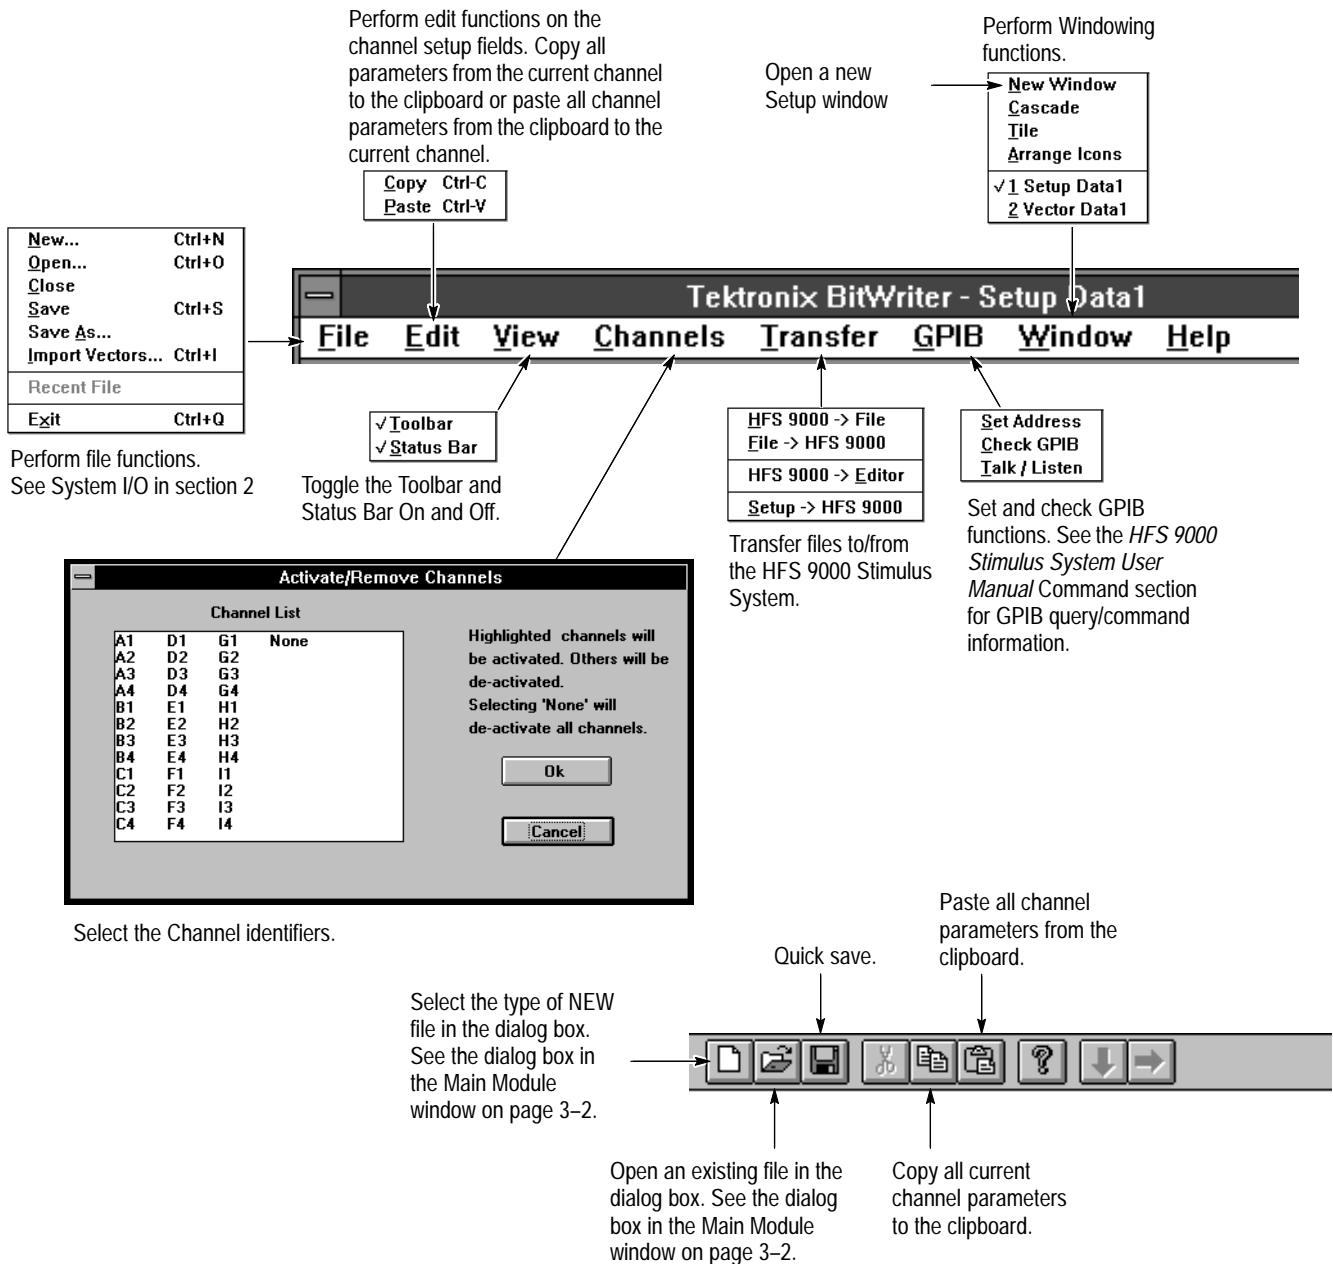 Perform edit functions on the
channel setup fields. Copy all
parameters from the current channel
to the clipboard or paste all channel
parameters from the clipboard to the
current channel.
Copy Ctrl-C
Paste Ctrl-V
Open a new
Setup window
Perform Windowing
functions.
New Window
Cascade
Tile
Arrange Icons
√1 Setup Data1
2 Vector Data1
New... Ctrl+N
Open... Ctrl+O
Close
Save Ctrl+S
Save As...
Import Vectors... Ctrl+I
Recent File
Exit Ctrl+Q
Perform file functions.
See System I/O in section 2
Tektronix BitWriter - Setup Data1
File Edit View Channels Transfer GPIB Window Help
√Toolbar
√Status Bar
Toggle the Toolbar and
Status Bar On and Off.
HFS 9000 -> File
File -> HFS 9000
HFS 9000 -> Editor
Setup -> HFS 9000
Transfer files to/from
the HFS 9000 Stimulus
System.
Set Address
Check GPIB
Talk / Listen
Set and check GPIB
functions. See the HFS 9000
Stimulus System User
Manual Command section
for GPIB query/command
information.
Activate/Remove Channels
Channel List
A1 D1 G1 None
A2 D2 G2
A3 D3 G3
A4 D4 G4
B1 E1 H1
B2 E2 H2
B3 E3 H3
B4 E4 H4
C1 F1 I1
C2 F2 I2
C3 F3 I3
C4 F4 I4
Highlighted channels will
be activated. Others will be
de-activated.
Selecting 'None' will
de-activate all channels.
Ok
Cancel
Select the Channel identifiers.
Quick save.
Paste all channel
parameters from the
clipboard.
Select the type of NEW
file in the dialog box.
See the dialog box in
the Main Module
window on page 3–2.
Open an existing file in the
dialog box. See the dialog
box in the Main Module
window on page 3–2.
Copy all current
channel parameters
to the clipboard.